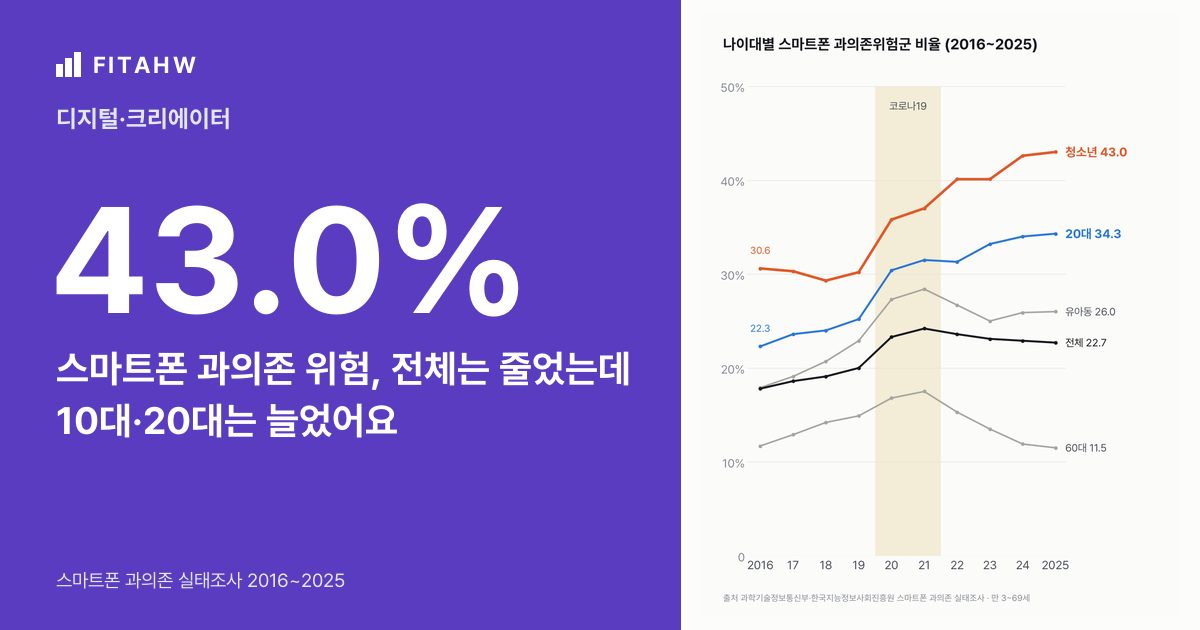 FITAHW
디지털·크리에이터
43.0%
스마트폰 과의존 위험, 전체는 줄었는데
10대·20대는 늘었어요
스마트폰 과의존 실태조사 2016~2025
나이대별 스마트폰 과의존위험군 비율 (2016~2025)
50%
코로나19
청소년 43.0
40%
20대 34.3
30.6
30%
유아동 26.0
22.3
전체 22.7
20%
60대 11.5
10%
0
2016 17 18 19 20 21 22 23 24 2025
출처 과학기술정보통신부·한국지능정보사회진흥원 스마트폰 과의존 실태조사 · 만 3~69세